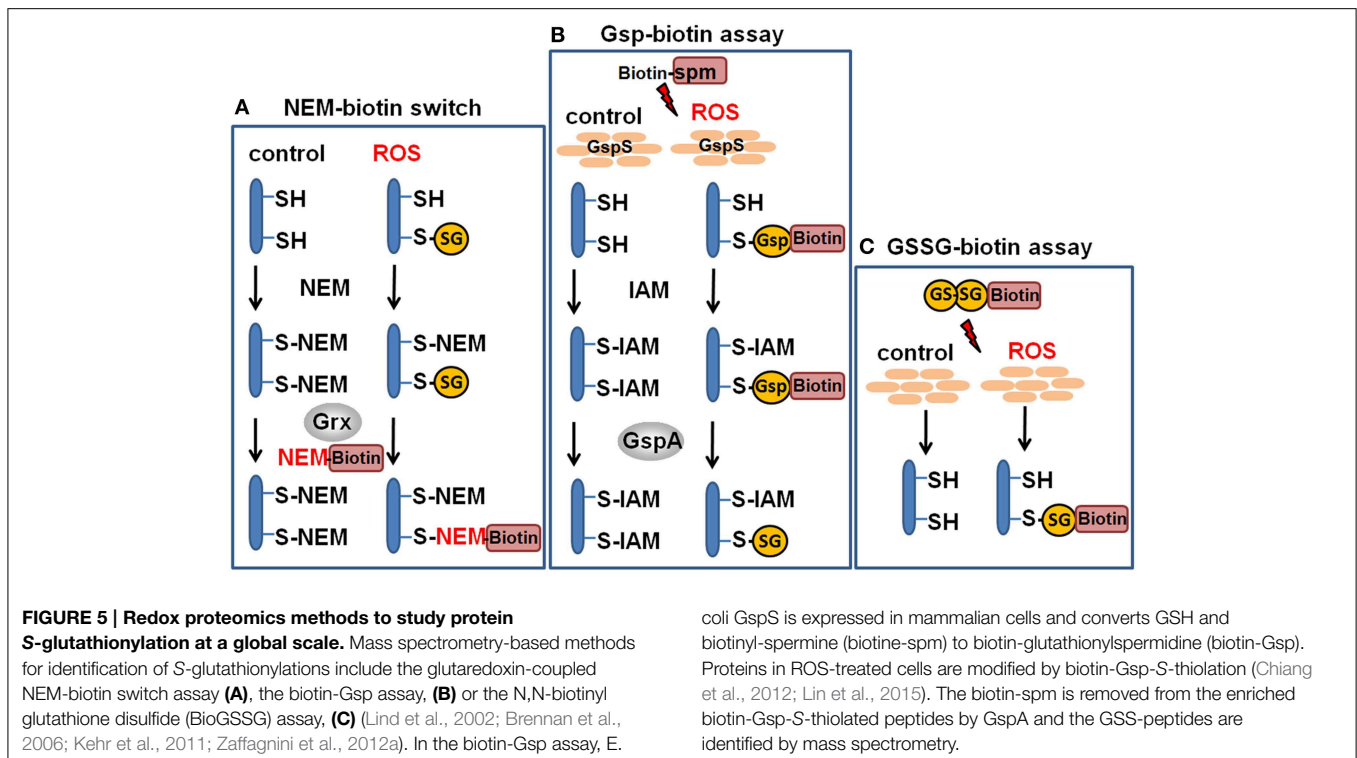 A NEM-biotin switch
control ROS
SH SH
SH S-SG
NEM
S-NEM S-NEM
S-NEM S-SG
Grx
NEM-Biotin
S-NEM S-NEM
S-NEM S-NEM-Biotin
B Gsp-biotin assay
Biotin-spm
control ROS
GspS GspS
SH SH
SH S-Gsp Biotin
IAM
S-IAM S-IAM
S-IAM S-Gsp Biotin
GspA
S-IAM S-IAM
S-IAM S-SG
C GSSG-biotin assay
GS-SG Biotin
control ROS
SH SH
SH S-SG Biotin
FIGURE 5 | Redox proteomics methods to study protein
S-glutathionylation at a global scale. Mass spectrometry-based methods
for identification of S-glutathionylations include the glutaredoxin-coupled
NEM-biotin switch assay (A), the biotin-Gsp assay, (B) or the N,N-biotinyl
glutathione disulfide (BioGSSG) assay, (C) (Lind et al., 2002; Brennan et al.,
2006; Kehr et al., 2011; Zaffagnini et al., 2012a). In the biotin-Gsp assay, E.
coli GspS is expressed in mammalian cells and converts GSH and
biotinyl-spermine (biotine-spm) to biotin-glutathionylspermidine (biotin-Gsp).
Proteins in ROS-treated cells are modified by biotin-Gsp-S-thiolation (Chiang
et al., 2012; Lin et al., 2015). The biotin-spm is removed from the enriched
biotin-Gsp-S-thiolated peptides by GspA and the GSS-peptides are
identified by mass spectrometry.